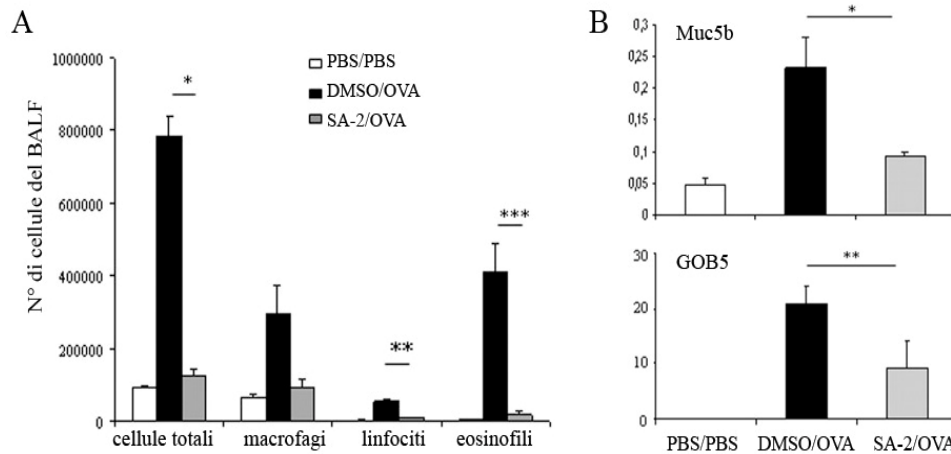 A
N° di cellule del BALF
1000000
800000
600000
400000
200000
0
*
**
***
PBS/PBS
DMSO/OVA
SA-2/OVA
cellule totali macrofagi linfociti eosinofili
B
Muc5b
*
0,3
0,25
0,2
0,15
0,1
0,05
0
GOB5
**
30
20
10
0
PBS/PBS DMSO/OVA SA-2/OVA